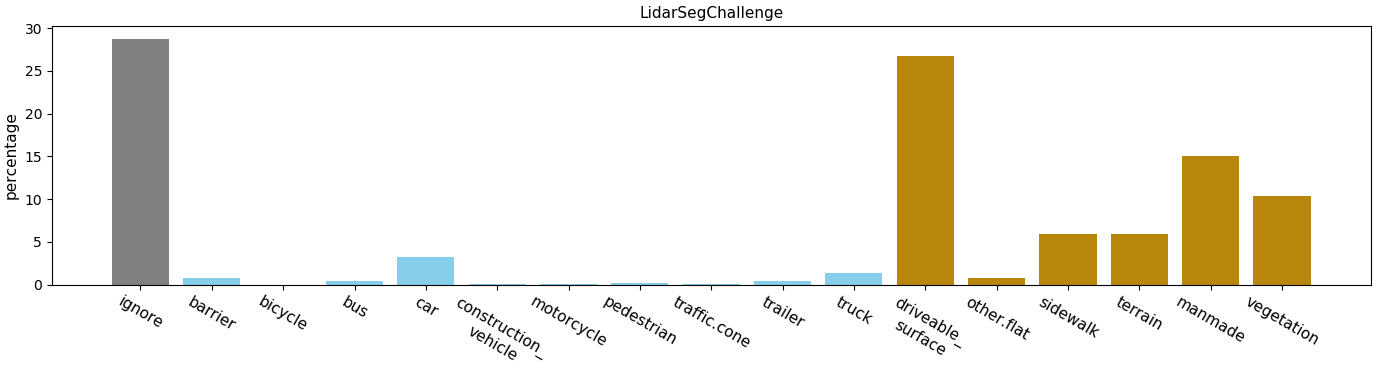 LidarSegChallenge
percentage
30
25
20
15
10
5
0
ignore
barrier
bicycle
bus
car
construction_
vehicle
motorcycle
pedestrian
traffic.cone
trailer
truck
driveable_
surface
other.flat
sidewalk
terrain
manmade
vegetation